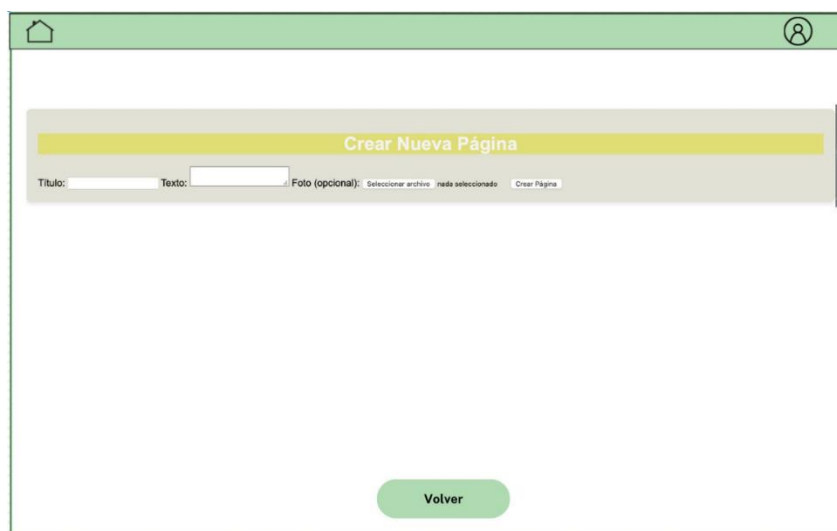 Crear Nueva Página
Título: Texto: Foto (opcional): Seleccionar archivo nada seleccionado Crear Página
Volver